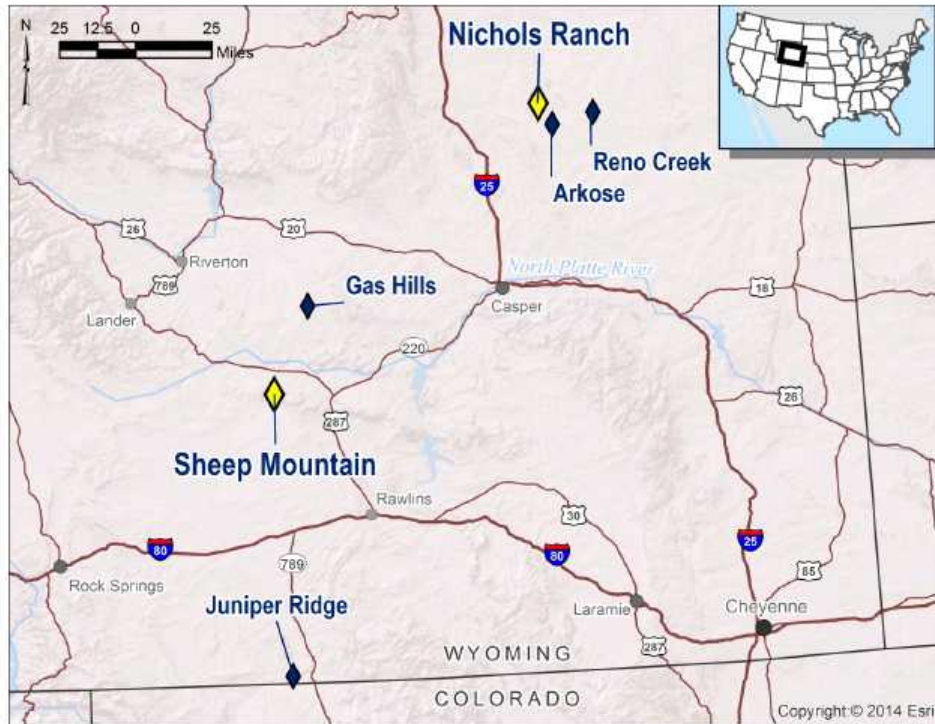 N
25 12.5 0 25
Miles
Nichols Ranch
Reno Creek
Arkose
25
26
20
Riverton
789
Lander
Gas Hills
North Platte River
Casper
18
220
26
287
Sheep Mountain
Rawlins
30
80
80
25
Rock Springs
789
85
Juniper Ridge
Laramie
Cheyenne
287
WYOMING
COLORADO
Copyright:© 2014 Esri